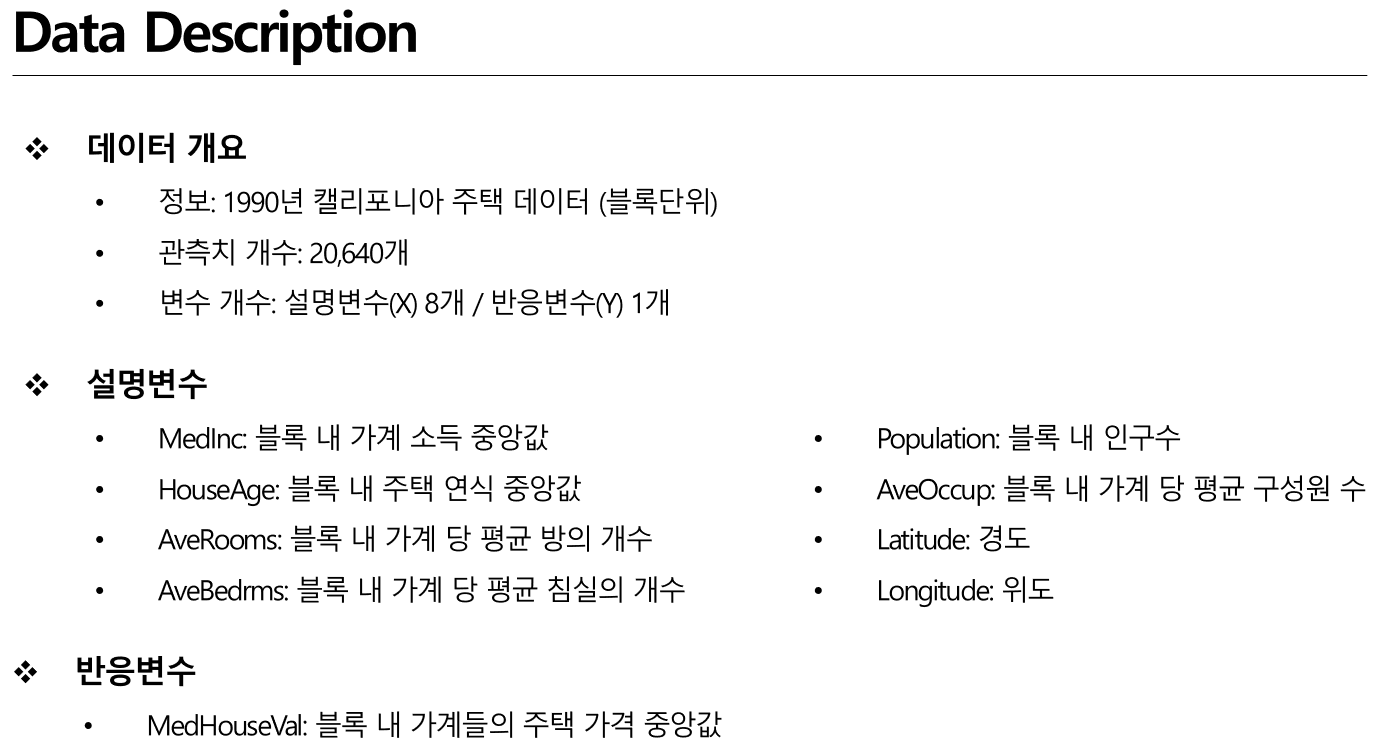 Data Description
❖ 데이터 개요
• 정보: 1990년 캘리포니아 주택 데이터 (블록단위)
• 관측치 개수: 20,640개
• 변수 개수: 설명변수(X) 8개 / 반응변수(Y) 1개
❖ 설명변수
• MedInc: 블록 내 가계 소득 중앙값
• HouseAge: 블록 내 주택 연식 중앙값
• AveRooms: 블록 내 가계 당 평균 방의 개수
• AveBedrms: 블록 내 가계 당 평균 침실의 개수
• Population: 블록 내 인구수
• AveOccup: 블록 내 가계 당 평균 구성원 수
• Latitude: 경도
• Longitude: 위도
❖ 반응변수
• MedHouseVal: 블록 내 가계들의 주택 가격 중앙값